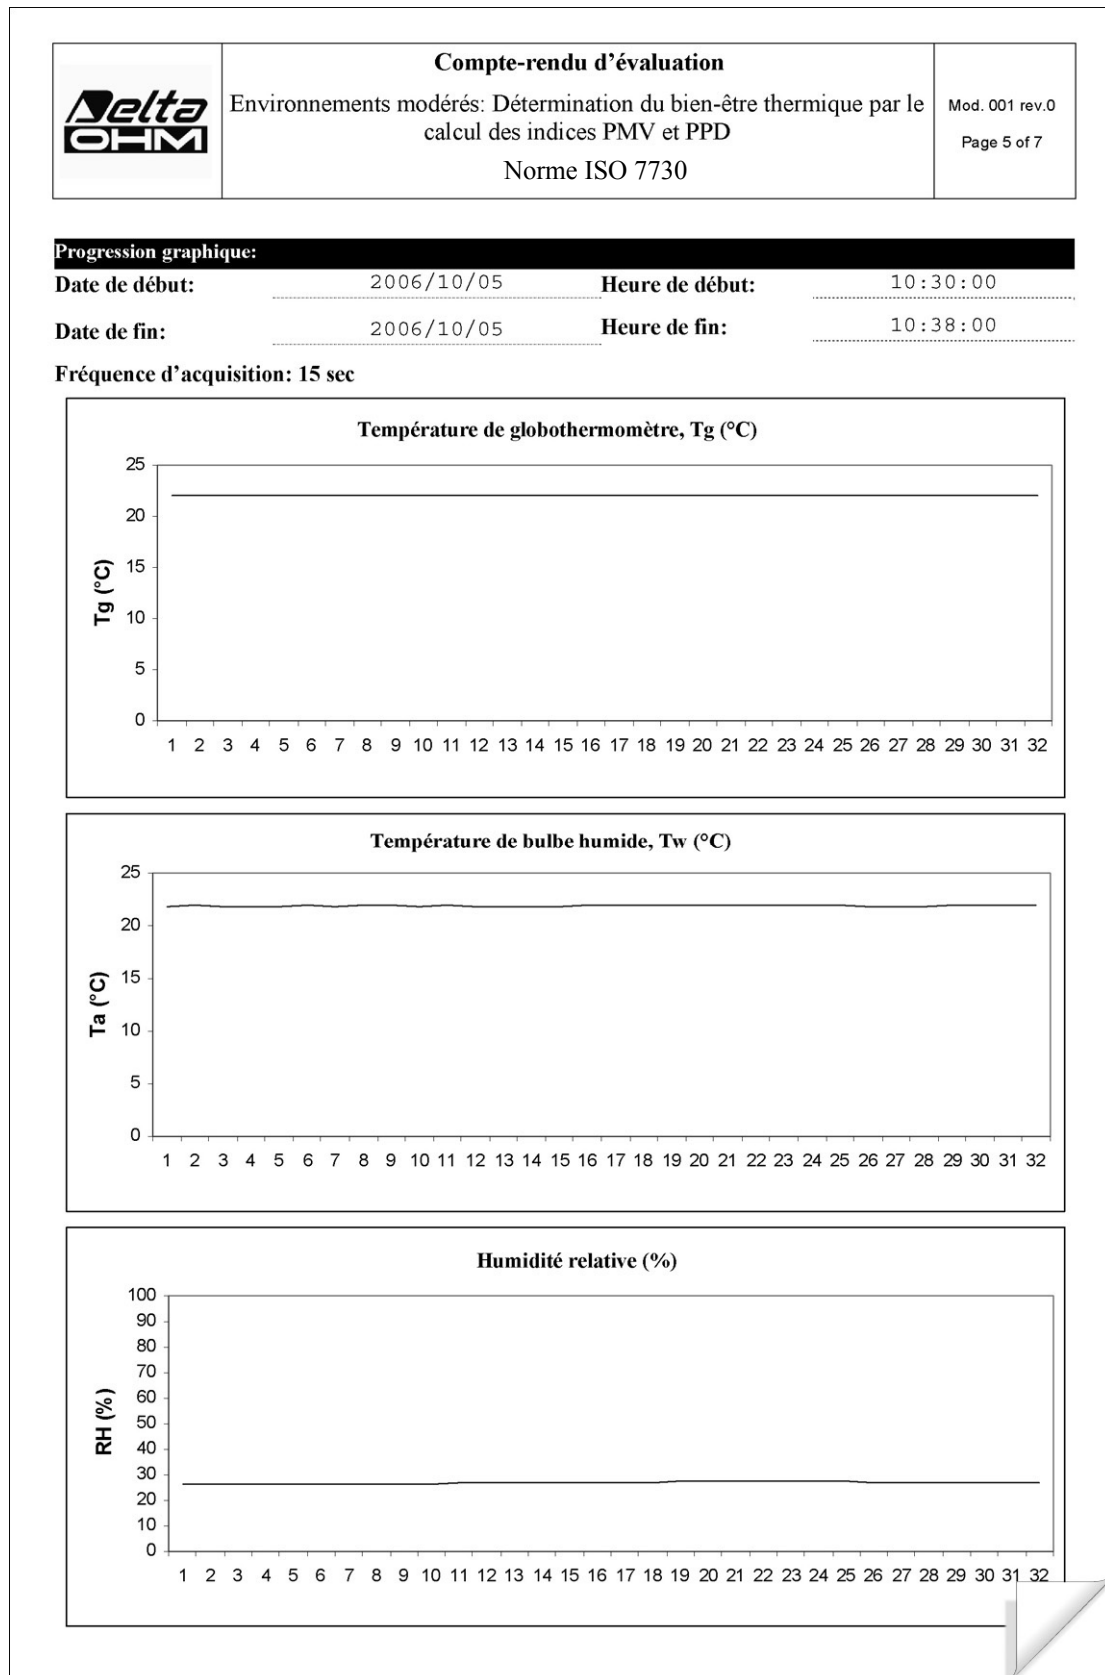 Delta
OHM
Compte-rendu d'évaluation
Environnements modérés: Détermination du bien-être thermique par le
calcul des indices PMV et PPD
Norme ISO 7730
Mod. 001 rev.0
Page 5 of 7
Progression graphique:
Date de début: 2006/10/05 Heure de début: 10:30:00
Date de fin: 2006/10/05 Heure de fin: 10:38:00
Fréquence d'acquisition: 15 sec
Température de globothermomètre, Tg (°C)
Tg (°C)
25
20
15
10
5
0
1 2 3 4 5 6 7 8 9 10 11 12 13 14 15 16 17 18 19 20 21 22 23 24 25 26 27 28 29 30 31 32
Température de bulbe humide, Tw (°C)
Ta (°C)
25
20
15
10
5
0
1 2 3 4 5 6 7 8 9 10 11 12 13 14 15 16 17 18 19 20 21 22 23 24 25 26 27 28 29 30 31 32
Humidité relative (%)
RH (%)
100
90
80
70
60
50
40
30
20
10
0
1 2 3 4 5 6 7 8 9 10 11 12 13 14 15 16 17 18 19 20 21 22 23 24 25 26 27 28 29 30 31 32